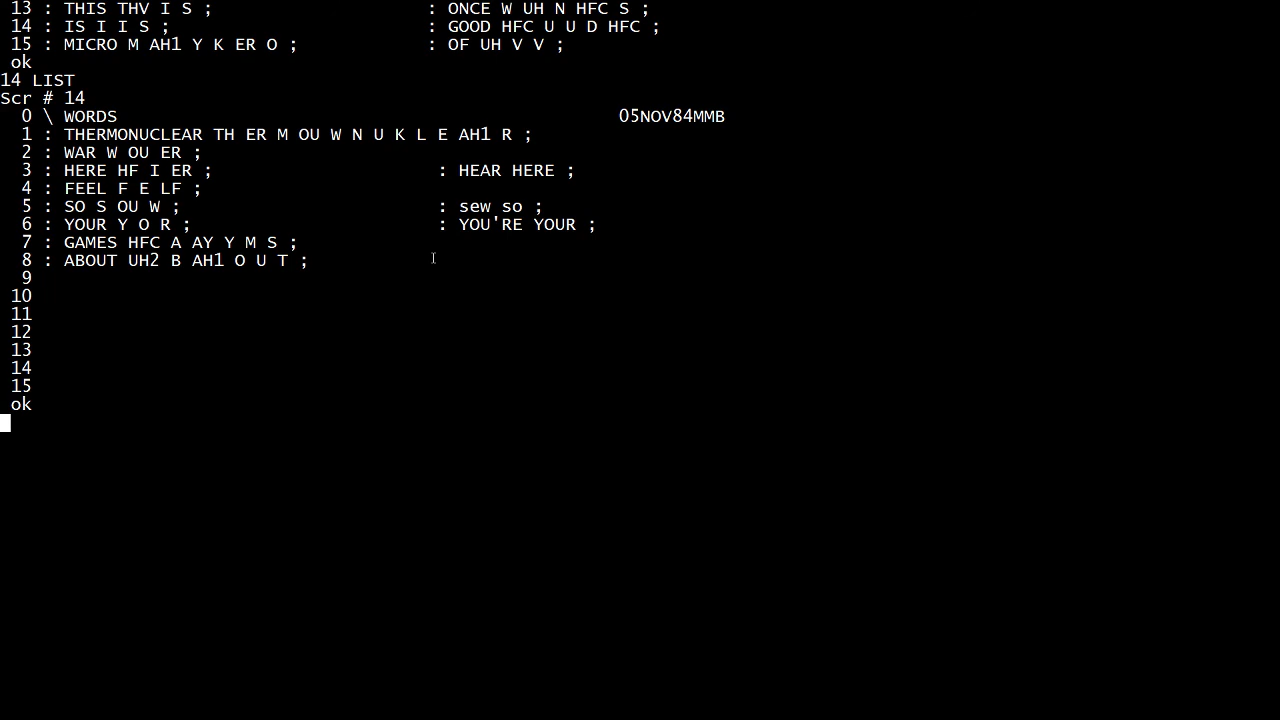 13 : THIS THV I S ; : ONCE W UH N HFC S ;
14 : IS I I S ; : GOOD HFC U U D HFC ;
15 : MICRO M AH1 Y K ER O ; : OF UH V V ;
ok
14 LIST
Scr # 14
0 \ WORDS 05NOV84MMB
1 : THERMONUCLEAR TH ER M OU W N U K L E AH1 R ;
2 : WAR W OU ER ;
3 : HERE HF I ER ; : HEAR HERE ;
4 : FEEL F E LF ;
5 : SO S OU W ; : sew so ;
6 : YOUR Y O R ; : YOU'RE YOUR ;
7 : GAMES HFC A AY Y M S ;
8 : ABOUT UH2 B AH1 O U T ;
9
10
11
12
13
14
15
ok